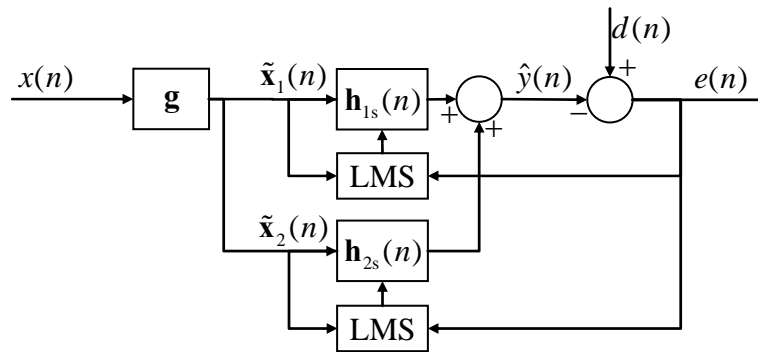 d(n)
x(n)
g
x̃₁(n)
h₁ₛ(n)
+
+
ŷ(n)
−
+
e(n)
LMS
x̃₂(n)
h₂ₛ(n)
LMS